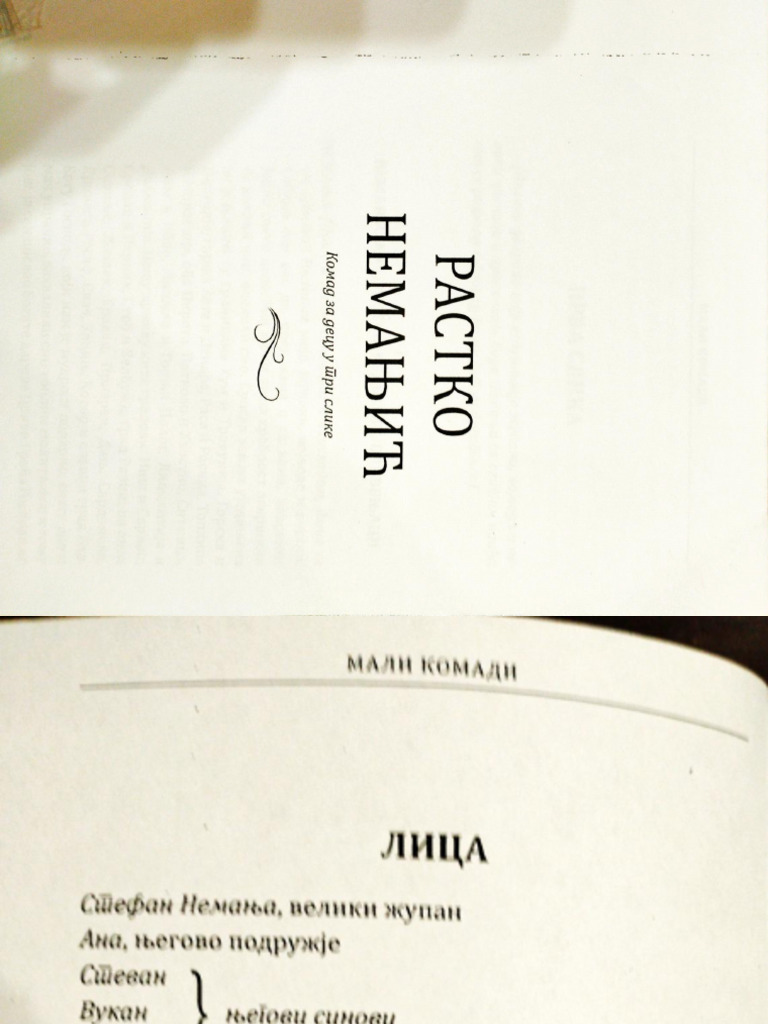 РАСТКО
НЕМАЊИЋ
Комад за децу у три слике
МАЛИ КОМАДИ
ЛИЦА
Стефан Немања, велики жупан
Ана, његово подружје
Стеван
Вукан
његови синови